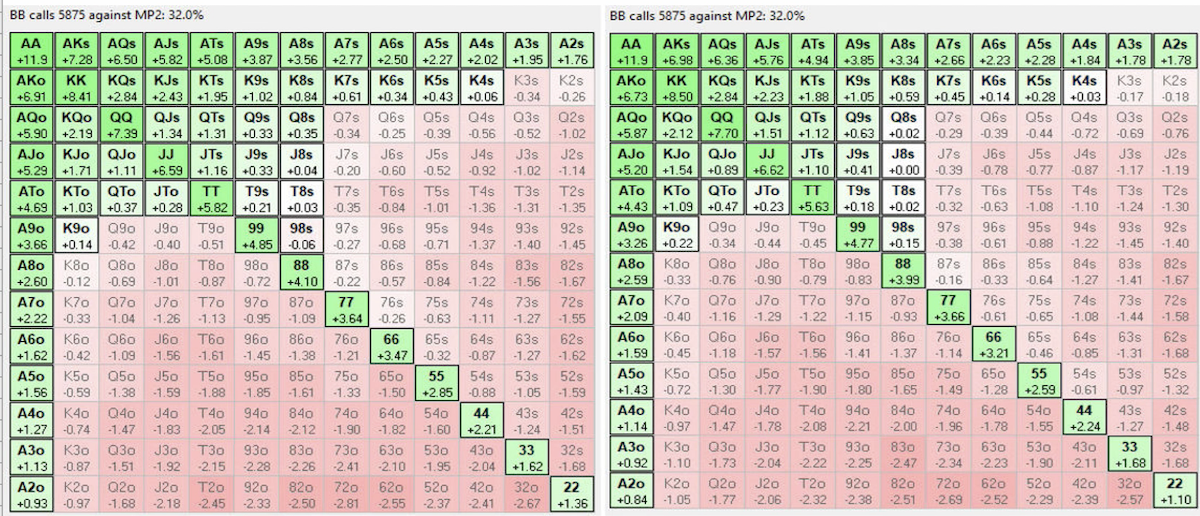 BB calls 5875 against MP2: 32.0%
AA AKs AQs AJs ATs A9s A8s A7s A6s A5s A4s A3s A2s
+11.9 +7.28 +6.50 +5.82 +5.08 +3.87 +3.56 +2.77 +2.50 +2.27 +2.02 +1.95 +1.76
AKo KK KQs KJs KTs K9s K8s K7s K6s K5s K4s K3s K2s
+6.91 +8.41 +2.84 +2.43 +1.95 +1.02 +0.84 +0.61 +0.34 +0.43 +0.06 -0.34 -0.26
AQo KQo QQ QJs QTs Q9s Q8s Q7s Q6s Q5s Q4s Q3s Q2s
+5.90 +2.19 +7.39 +1.34 +1.31 +0.33 +0.35 -0.34 -0.25 -0.39 -0.56 -0.52 -1.02
AJo KJo QJo JJ JTs J9s J8s J7s J6s J5s J4s J3s J2s
+5.29 +1.71 +1.11 +6.59 +1.16 +0.33 +0.04 -0.20 -0.60 -0.52 -0.92 -1.02 -1.14
ATo KTo QTo JTo TT T9s T8s T7s T6s T5s T4s T3s T2s
+4.69 +1.03 +0.37 +0.28 +5.82 +0.21 +0.03 -0.35 -0.84 -1.01 -1.36 -1.31 -1.35
A9o K9o Q9o J9o T9o 99 98s 97s 96s 95s 94s 93s 92s
+3.66 +0.14 -0.42 -0.40 -0.51 +4.85 -0.06 -0.27 -0.68 -0.71 -1.37 -1.40 -1.45
A8o K8o Q8o J8o T8o 98o 88 87s 86s 85s 84s 83s 82s
+2.60 -0.12 -0.69 -1.01 -0.87 -0.72 +4.10 -0.22 -0.57 -0.84 -1.22 -1.56 -1.67
A7o K7o Q7o J7o T7o 97o 87o 77 76s 75s 74s 73s 72s
+2.22 -0.33 -1.04 -1.26 -1.13 -0.95 -1.09 +3.64 -0.26 -0.63 -1.11 -1.27 -1.55
A6o K6o Q6o J6o T6o 96o 86o 76o 66 65s 64s 63s 62s
+1.62 -0.42 -1.09 -1.56 -1.61 -1.45 -1.38 -1.21 +3.47 -0.32 -0.87 -1.27 -1.62
A5o K5o Q5o J5o T5o 95o 85o 75o 65o 55 54s 53s 52s
+1.56 -0.59 -1.38 -1.55 -1.88 -1.85 -1.61 -1.33 -1.50 +2.85 -0.88 -1.05 -1.59
A4o K4o Q4o J4o T4o 94o 84o 74o 64o 54o 44 43s 42s
+1.27 -0.74 -1.47 -1.83 -2.05 -2.14 -2.12 -1.90 -1.82 -1.60 +2.21 -1.24 -1.51
A3o K3o Q3o J3o T3o 93o 83o 73o 63o 53o 43o 33 32s
+1.13 -0.87 -1.51 -1.92 -2.15 -2.28 -2.26 -2.41 -2.10 -1.95 -2.04 +1.62 -1.68
A2o K2o Q2o J2o T2o 92o 82o 72o 62o 52o 42o 32o 22
+0.93 -0.97 -1.68 -2.18 -2.45 -2.33 -2.50 -2.81 -2.55 -2.37 -2.41 -2.67 +1.36
BB calls 5875 against MP2: 32.0%
AA AKs AQs AJs ATs A9s A8s A7s A6s A5s A4s A3s A2s
+11.9 +6.98 +6.36 +5.76 +4.94 +3.85 +3.34 +2.66 +2.23 +2.28 +1.84 +1.78 +1.78
AKo KK KQs KJs KTs K9s K8s K7s K6s K5s K4s K3s K2s
+6.73 +8.50 +2.84 +2.23 +1.88 +1.05 +0.59 +0.45 +0.14 +0.28 +0.03 -0.17 -0.18
AQo KQo QQ QJs QTs Q9s Q8s Q7s Q6s Q5s Q4s Q3s Q2s
+5.87 +2.12 +7.70 +1.51 +1.12 +0.63 +0.02 -0.29 -0.39 -0.44 -0.72 -0.69 -0.76
AJo KJo QJo JJ JTs J9s J8s J7s J6s J5s J4s J3s J2s
+5.20 +1.54 +0.89 +6.62 +1.10 +0.41 -0.00 -0.39 -0.78 -0.77 -0.87 -1.17 -1.19
ATo KTo QTo JTo TT T9s T8s T7s T6s T5s T4s T3s T2s
+4.43 +1.09 +0.47 +0.23 +5.63 +0.18 +0.02 -0.32 -0.63 -1.08 -1.10 -1.24 -1.30
A9o K9o Q9o J9o T9o 99 98s 97s 96s 95s 94s 93s 92s
+3.26 +0.22 -0.34 -0.44 -0.45 +4.77 +0.15 -0.38 -0.61 -0.88 -1.22 -1.45 -1.40
A8o K8o Q8o J8o T8o 98o 88 87s 86s 85s 84s 83s 82s
+2.59 -0.33 -0.76 -0.90 -0.79 -0.83 +3.99 -0.16 -0.33 -0.64 -1.27 -1.41 -1.67
A7o K7o Q7o J7o T7o 97o 87o 77 76s 75s 74s 73s 72s
+2.09 -0.40 -1.16 -1.29 -1.22 -1.15 -0.93 +3.66 -0.61 -0.65 -1.08 -1.44 -1.58
A6o K6o Q6o J6o T6o 96o 86o 76o 66 65s 64s 63s 62s
+1.59 -0.45 -1.18 -1.57 -1.56 -1.41 -1.37 -1.14 +3.21 -0.46 -0.85 -1.31 -1.68
A5o K5o Q5o J5o T5o 95o 85o 75o 65o 55 54s 53s 52s
+1.43 -0.72 -1.30 -1.77 -1.90 -1.80 -1.65 -1.49 -1.28 +2.59 -0.61 -0.97 -1.32
A4o K4o Q4o J4o T4o 94o 84o 74o 64o 54o 44 43s 42s
+1.14 -0.97 -1.47 -1.78 -2.08 -2.21 -2.00 -1.96 -1.78 -1.55 +2.24 -1.27 -1.48
A3o K3o Q3o J3o T3o 93o 83o 73o 63o 53o 43o 33 32s
+0.92 -1.10 -1.73 -2.04 -2.22 -2.25 -2.47 -2.34 -2.23 -1.90 -2.11 +1.68 -1.68
A2o K2o Q2o J2o T2o 92o 82o 72o 62o 52o 42o 32o 22
+0.84 -1.05 -1.77 -2.06 -2.32 -2.38 -2.51 -2.69 -2.52 -2.29 -2.39 -2.57 +1.10